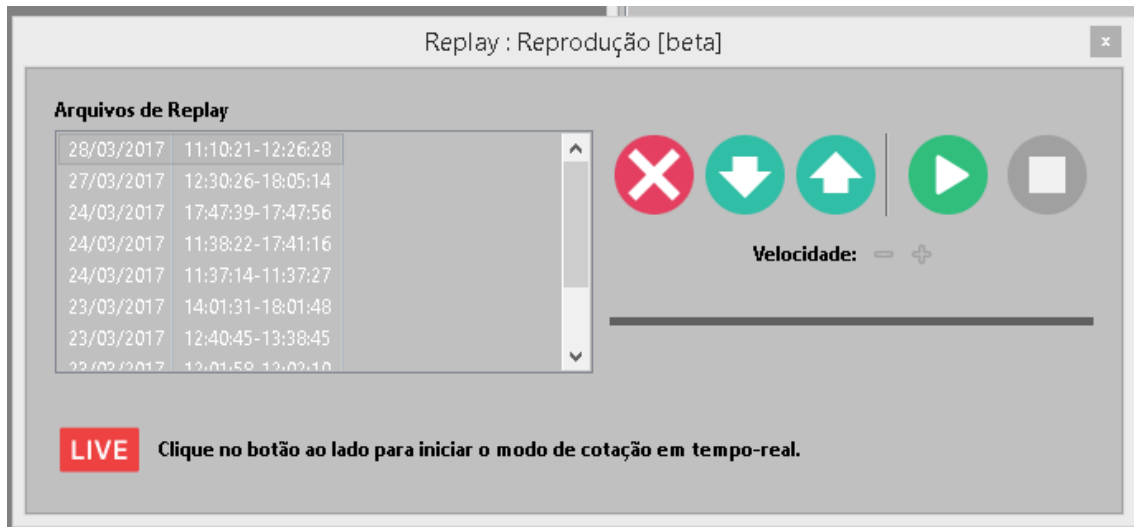 Replay : Reprodução [beta]
x
Arquivos de Replay
28/03/2017 11:10:21-12:26:28
27/03/2017 12:30:26-18:05:14
24/03/2017 17:47:39-17:47:56
24/03/2017 11:38:22-17:41:16
24/03/2017 11:37:14-11:37:27
23/03/2017 14:01:31-18:01:48
23/03/2017 12:40:45-13:38:45
Velocidade:
LIVE Clique no botão ao lado para iniciar o modo de cotação em tempo-real.